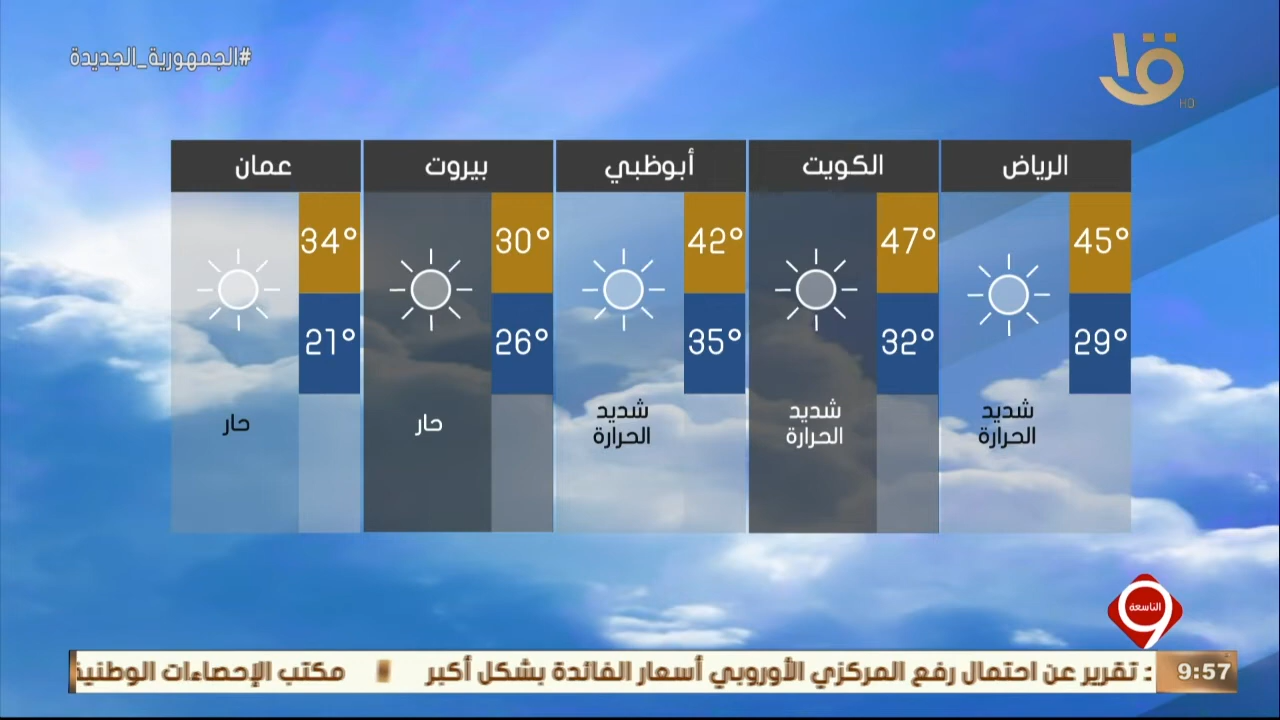 #الجمهورية_الجديدة
HD
الرياض
45°
29°
شديد
الحرارة
الكويت
47°
32°
شديد
الحرارة
أبوظبي
42°
35°
شديد
الحرارة
بيروت
30°
26°
حار
عمان
34°
21°
حار
التاسعة
9
9:57
: تقرير عن احتمال رفع المركزي الأوروبي أسعار الفائدة بشكل أكبر
مكتب الإحصاءات الوطنية